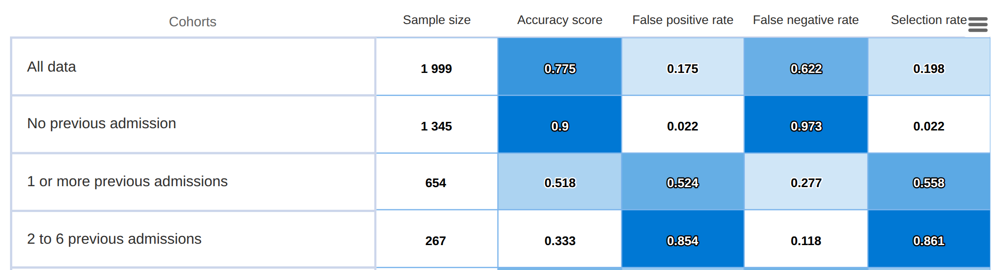 Cohorts Sample size Accuracy score False positive rate False negative rate Selection rate
All data 1 999 0.775 0.175 0.622 0.198
No previous admission 1 345 0.9 0.022 0.973 0.022
1 or more previous admissions 654 0.518 0.524 0.277 0.558
2 to 6 previous admissions 267 0.333 0.854 0.118 0.861